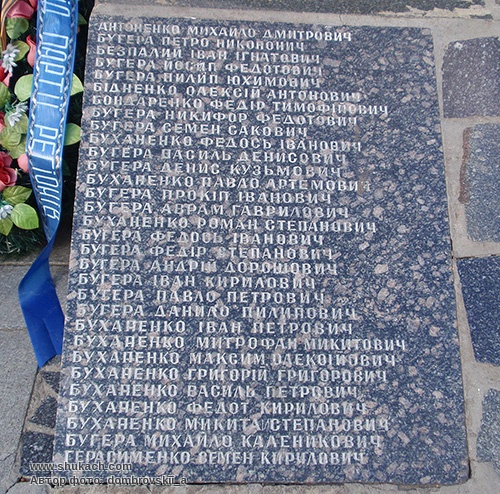 АНТОНЕНКО МИХАЙЛО ДМИТРОВИЧ
БУГЕРА ПЕТРО НИКОНОНИЧ
БЕЗПАЛИЙ ІВАН ІГНАТОВИЧ
БУГЕРА ЙОСИП ФЕДОТОВИЧ
БУГЕРА ПИЛИП ЮХИМОВИЧ
БІДНЕНКО ОЛЕКСІЙ АНТОНОВИЧ
БОНДАРЕНКО ФЕДІР ТИМОФІЙОВИЧ
БУГЕРА НИКИФОР ФЕДОТОВИЧ
БУГЕРА СЕМЕН САКОВИЧ
БУХАНЕНКО ФЕДОСЬ ІВАНОВИЧ
БУГЕРА ВАСИЛЬ ДЕНИСОВИЧ
БУГЕРА ДЕНИС КУЗЬМОВИЧ
БУХАНЕНКО ПАВЛО АРТЕМОВИЧ
БУГЕРА ПРОКІП ІВАНОВИЧ
БУГЕРА АВРАМ ГАВРИЛОВИЧ
БУХАНЕНКО РОМАН СТЕПАНОВИЧ
БУГЕРА ФЕДОСЬ ІВАНОВИЧ
БУГЕРА ФЕДІР СТЕПАНОВИЧ
БУГЕРА АНДРІЙ ДОРОШОВИЧ
БУГЕРА ІВАН КИРИЛОВИЧ
БУГЕРА ПАВЛО ПЕТРОВИЧ
БУГЕРА ДАНИЛО ПИЛИПОВИЧ
БУХАНЕНКО ІВАН ПЕТРОВИЧ
БУХАНЕНКО МИТРОФАН МИКИТОВИЧ
БУХАНЕНКО МАКСИМ ОЛЕКСІЙОВИЧ
БУХАНЕНКО ГРИГОРІЙ ГРИГОРОВИЧ
БУХАНЕНКО ВАСИЛЬ ПЕТРОВИЧ
БУХАНЕНКО ФЕДОТ КИРИЛОВИЧ
БУХАНЕНКО МИКИТА СТЕПАНОВИЧ
БУГЕРА МИХАЙЛО КАЛЕНИКОВИЧ
ГЕРАСИМЕНКО СЕМЕН КИРИЛОВИЧ
www.shukach.com
Автор фото: dombrovskii_a